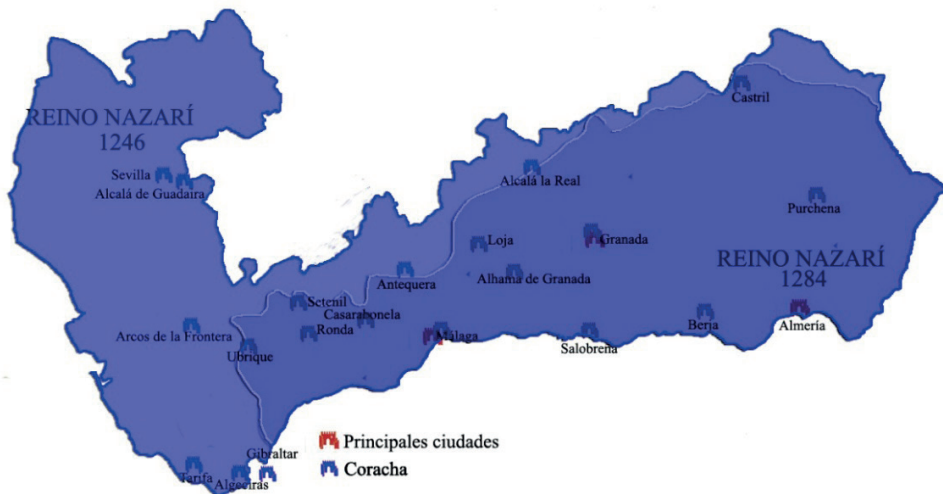 Castril
REINO NAZARÍ
1246
Sevilla
Alcalá de Guadaira
Alcalá la Real
Purchena
Loja
Granada
Antequera
Alhama de Granada
REINO NAZARÍ
1284
Setenil
Casarabonela
Arcos de la Frontera
Ronda
Málaga
Berja
Almería
Ubrique
Salobreña
Principales ciudades
Gibraltar
Coracha
Tarifa
Algeciras